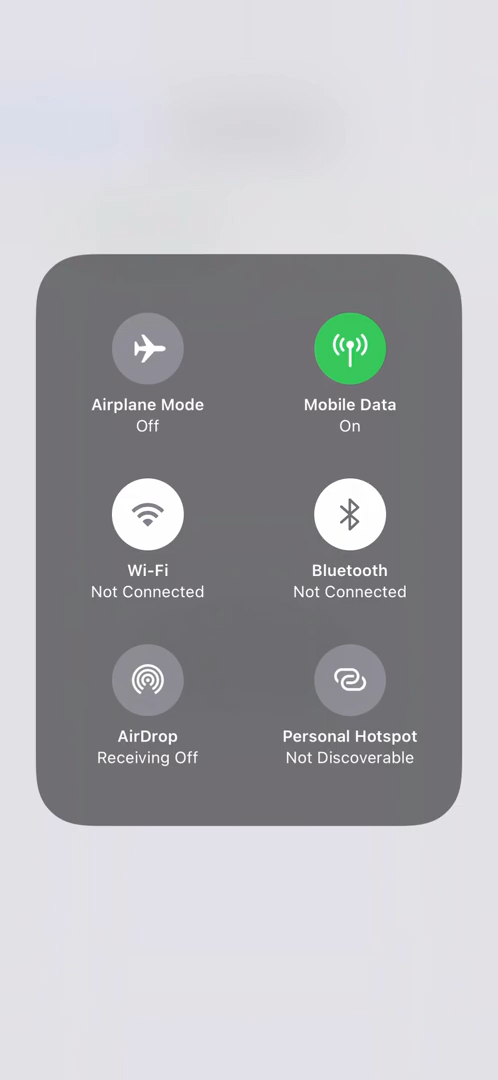 Airplane Mode
Off
Mobile Data
On
Wi-Fi
Not Connected
Bluetooth
Not Connected
AirDrop
Receiving Off
Personal Hotspot
Not Discoverable